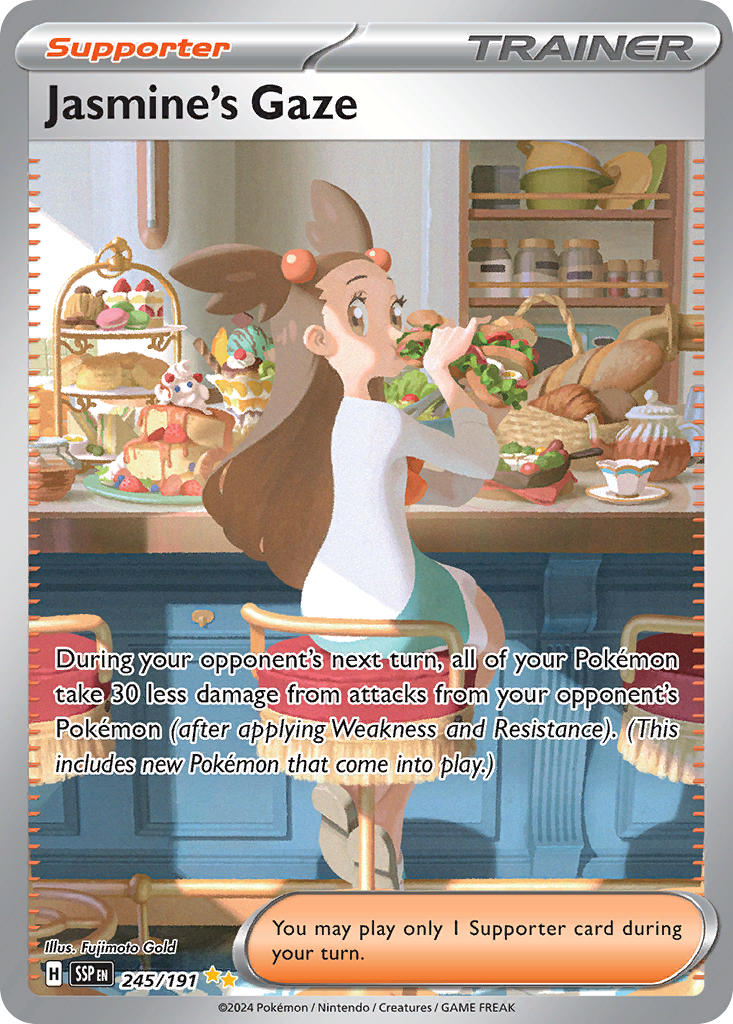 Supporter
TRAINER
Jasmine's Gaze
During your opponent's next turn, all of your Pokémon
take 30 less damage from attacks from your opponent's
Pokémon (after applying Weakness and Resistance). (This
includes new Pokémon that come into play.)
You may play only 1 Supporter card during
your turn.
Illus. Fujimoto Gold
H SSP EN 245/191
©2024 Pokémon / Nintendo / Creatures / GAME FREAK